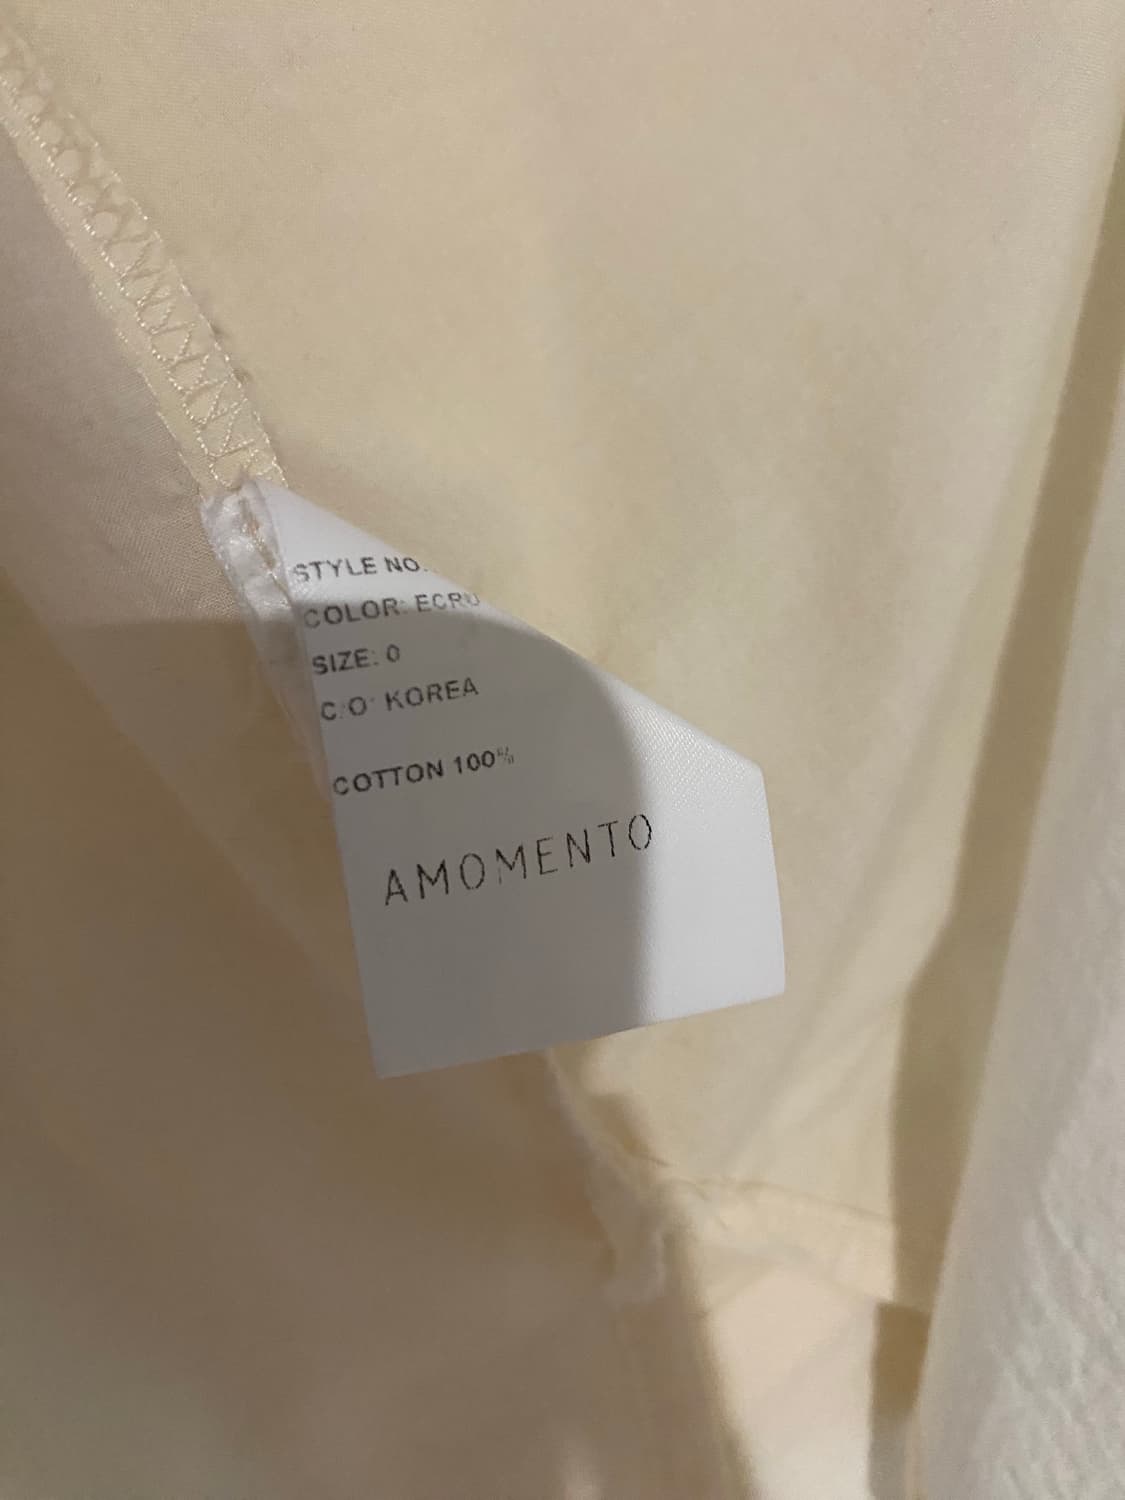 STYLE NO.
COLOR: ECRU
SIZE: 0
C/O: KOREA
COTTON 100%
AMOMENTO